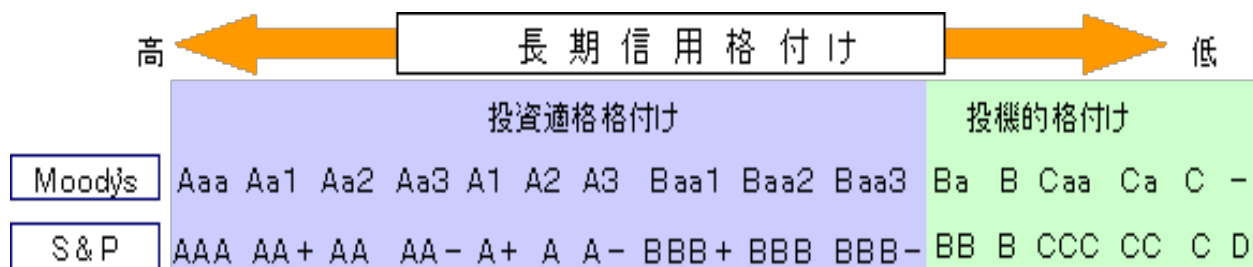 高 長期信用格付け 低
投資適格格付け 投機的格付け
Moody's Aaa Aa1 Aa2 Aa3 A1 A2 A3 Baa1 Baa2 Baa3 Ba B Caa Ca C -
S&P AAA AA+ AA AA- A+ A A- BBB+ BBB BBB- BB B CCC CC C D